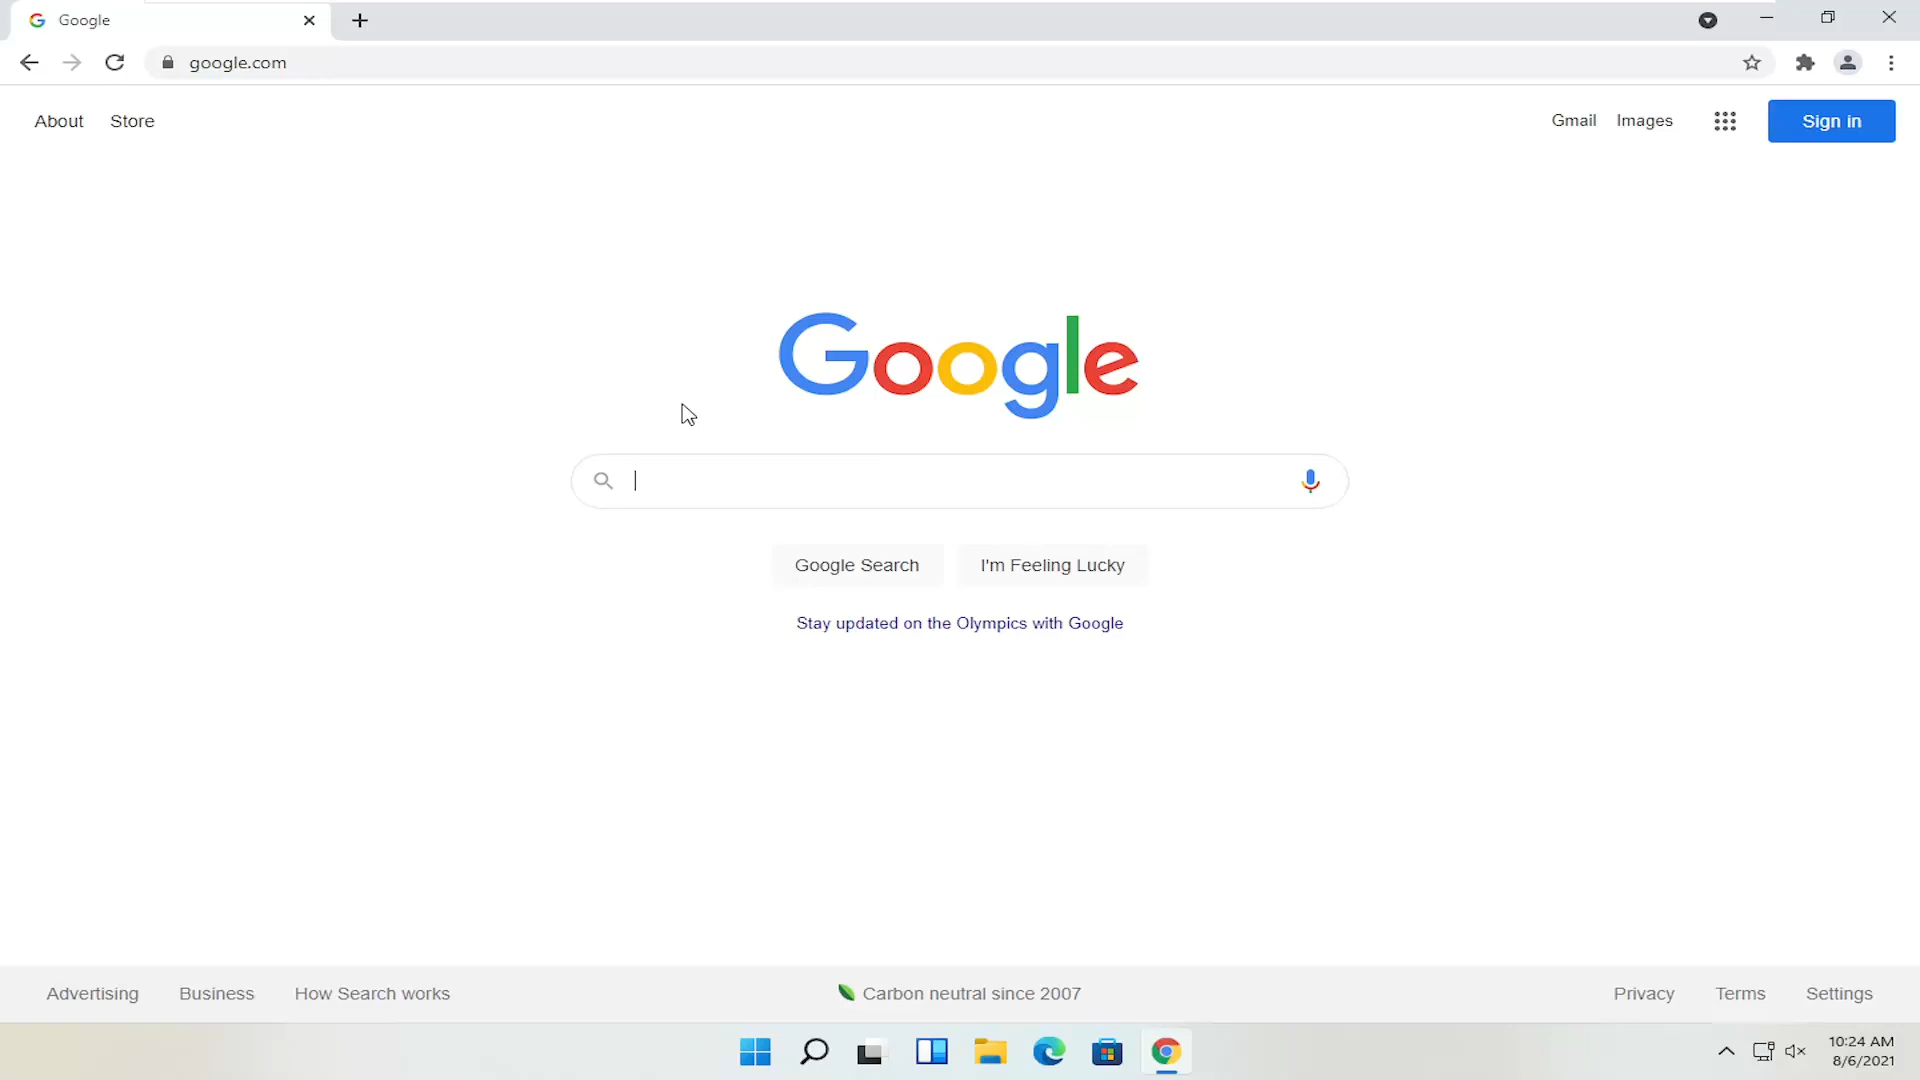 Google
google.com
About Store Gmail Images Sign in
Google
Google Search I'm Feeling Lucky
Stay updated on the Olympics with Google
Advertising Business How Search works Carbon neutral since 2007 Privacy Terms Settings
10:24 AM
8/6/2021